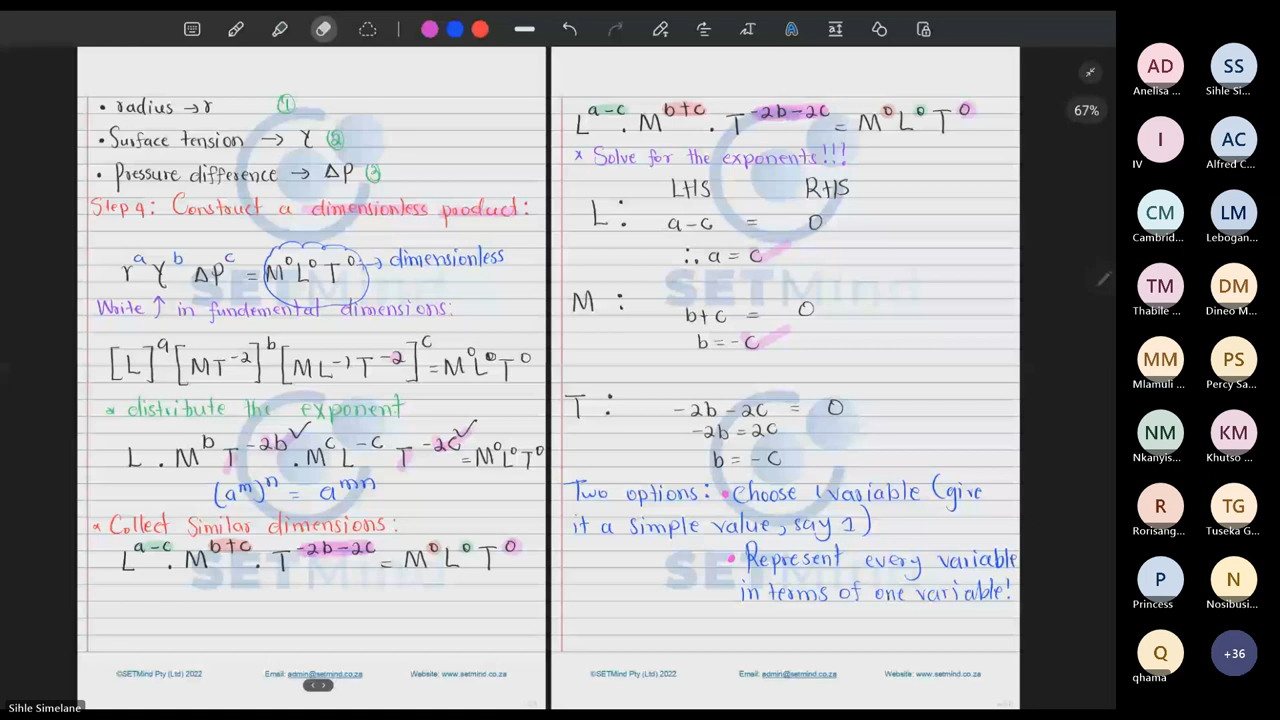 • radius → r ①
• Surface tension → γ ②
• Pressure difference → ΔP ③
Step 4: Construct a dimensionless product:
r^a γ^b ΔP^c = M^0 L^0 T^0 → dimensionless
Write ↑ in fundemental dimensions:
[L]^a [MT^-2]^b [ML^-1 T^-2]^c = M^0 L^0 T^0
* distribute the exponent
L . M^b T^-2b ✓ . M^c L^-c T^-2c ✓ = M^0 L^0 T^0
(a^m)^n = a^mn
* Collect Similar dimensions:
L^a-c . M^b+c . T^-2b-2c = M^0 L^0 T^0
©SETMind Pty (Ltd) 2022 Email: admin@setmind.co.za Website: www.setmind.co.za
L^a-c . M^b+c . T^-2b-2c = M^0 L^0 T^0
* Solve for the exponents!!!
LHS RHS
L: a-c = 0
∴ a = c
M: b+c = 0
b = -c
T: -2b-2c = 0
-2b = 2c
b = -c
Two options: • Choose 1 variable (give
it a simple value, say 1)
• Represent every variable
in terms of one variable!
©SETMind Pty (Ltd) 2022 Email: admin@setmind.co.za Website: www.setmind.co.za
SETMind
SETMind
SETMind
SETMind
67%
AD SS
Anelisa ... Sihle Si...
I AC
IV Alfred C...
CM LM
Cambrid... Lebogan...
TM DM
Thabile ... Dineo M...
MM PS
Mlamuli ... Percy Sa...
NM KM
Nkanyis... Khutso ...
R TG
Rorisang... Tuseka G...
P N
Princess Nosibusi...
Q +36
qhama
Sihle Simelane